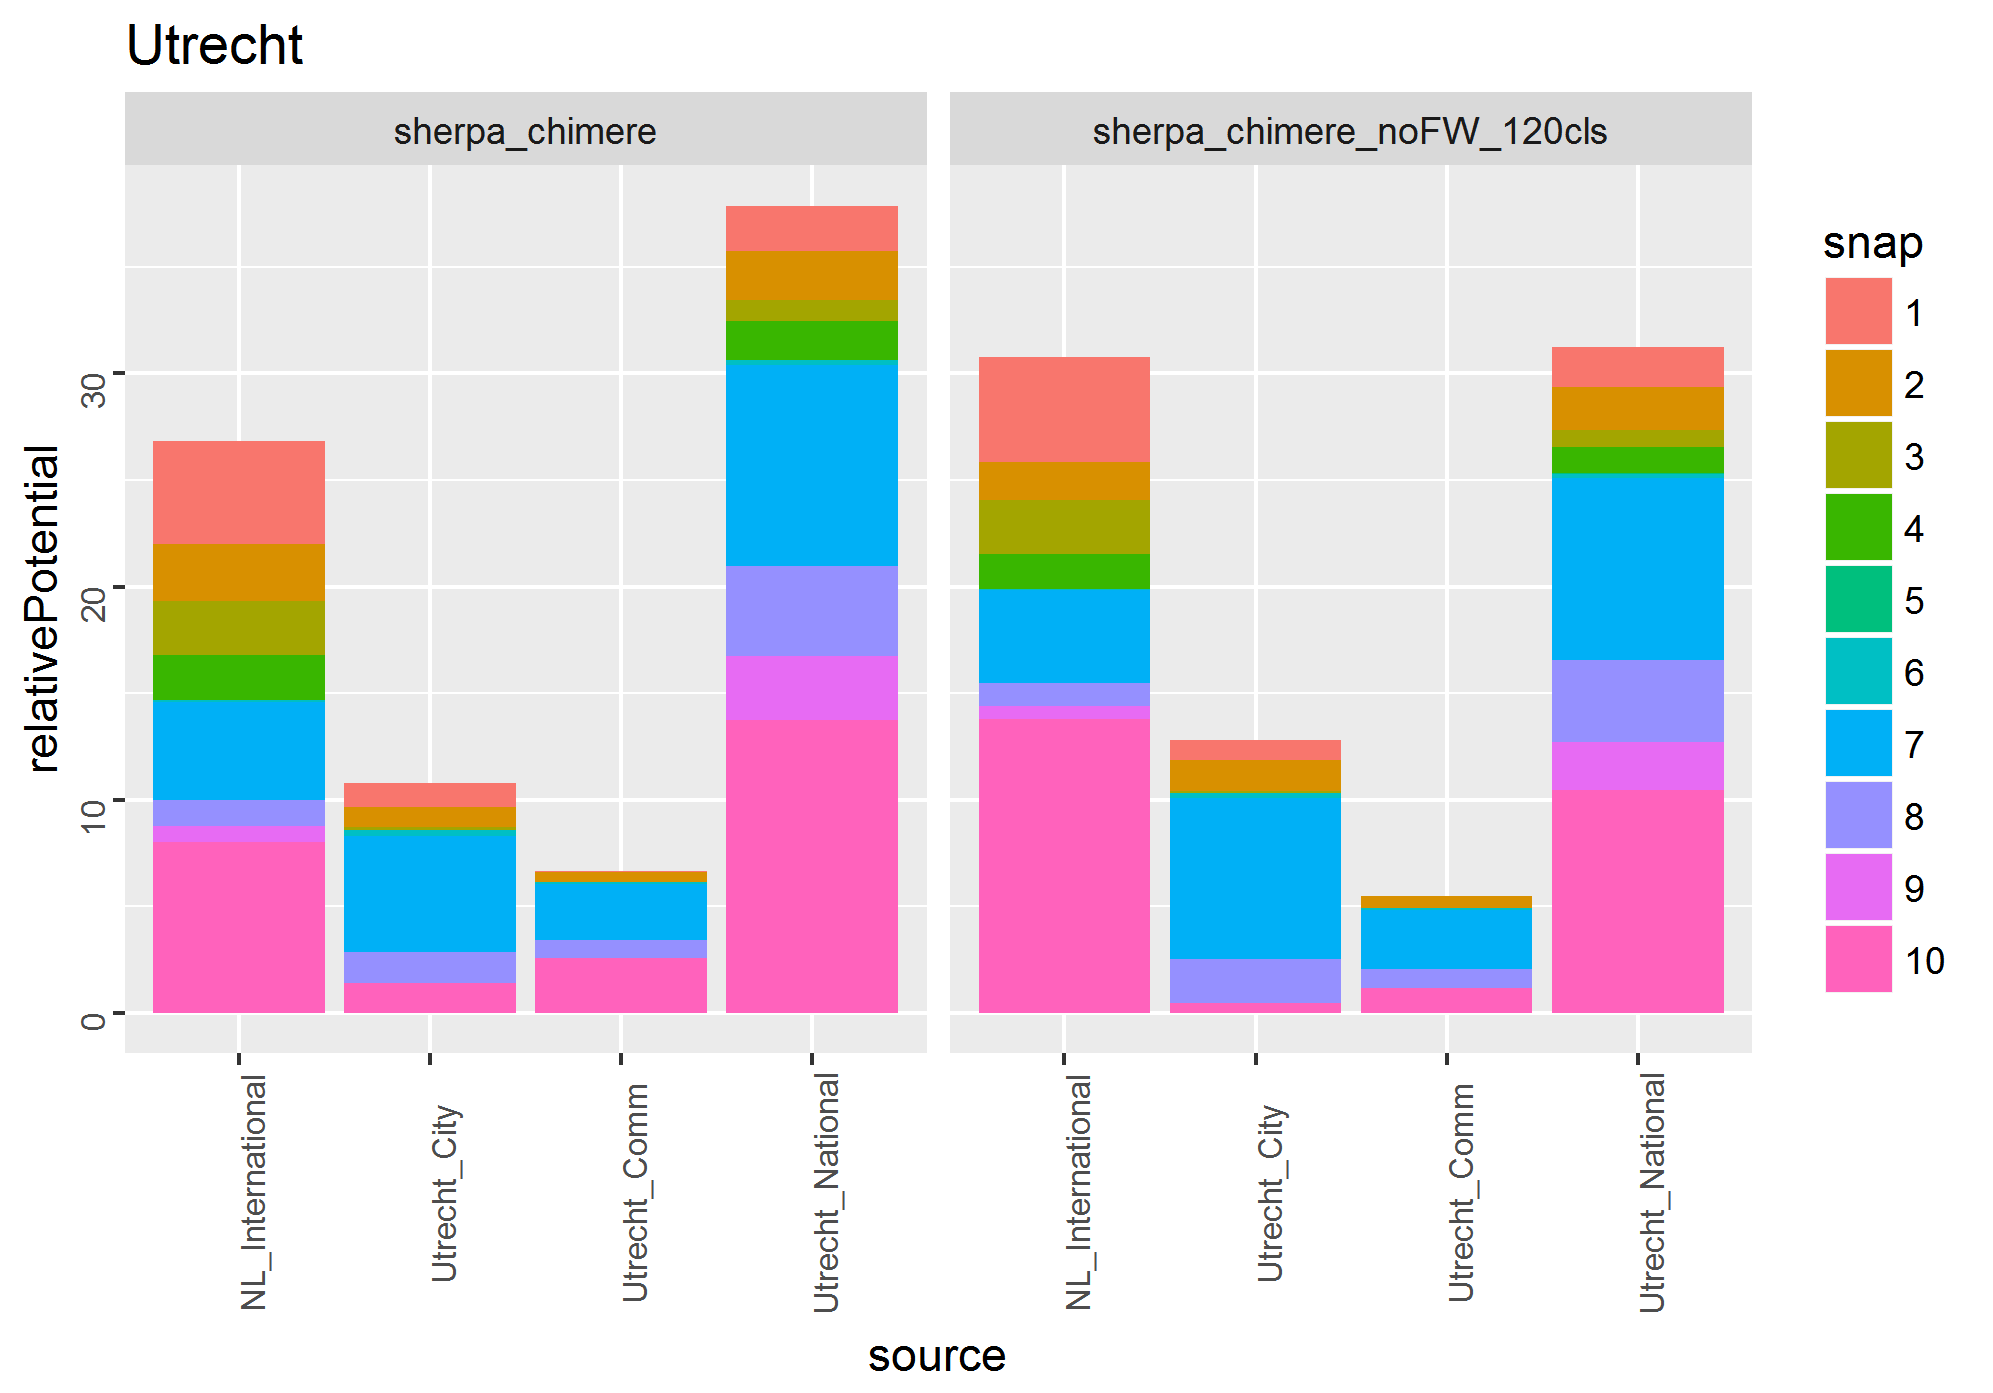 Utrecht
sherpa_chimere
sherpa_chimere_noFW_120cls
relativePotential
30
20
10
0
NL_International
Utrecht_City
Utrecht_Comm
Utrecht_National
NL_International
Utrecht_City
Utrecht_Comm
Utrecht_National
source
snap
1
2
3
4
5
6
7
8
9
10